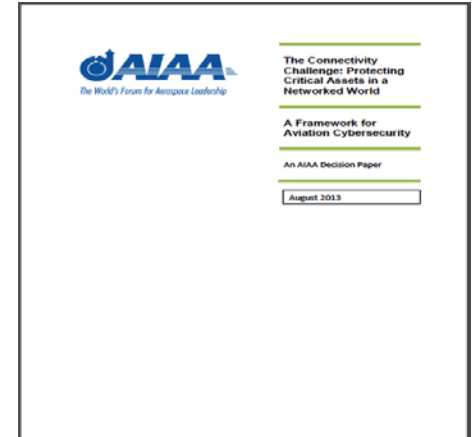 AIAA
The World's Forum for Aerospace Leadership
The Connectivity
Challenge: Protecting
Critical Assets in a
Networked World
A Framework for
Aviation Cybersecurity
An AIAA Decision Paper
August 2013